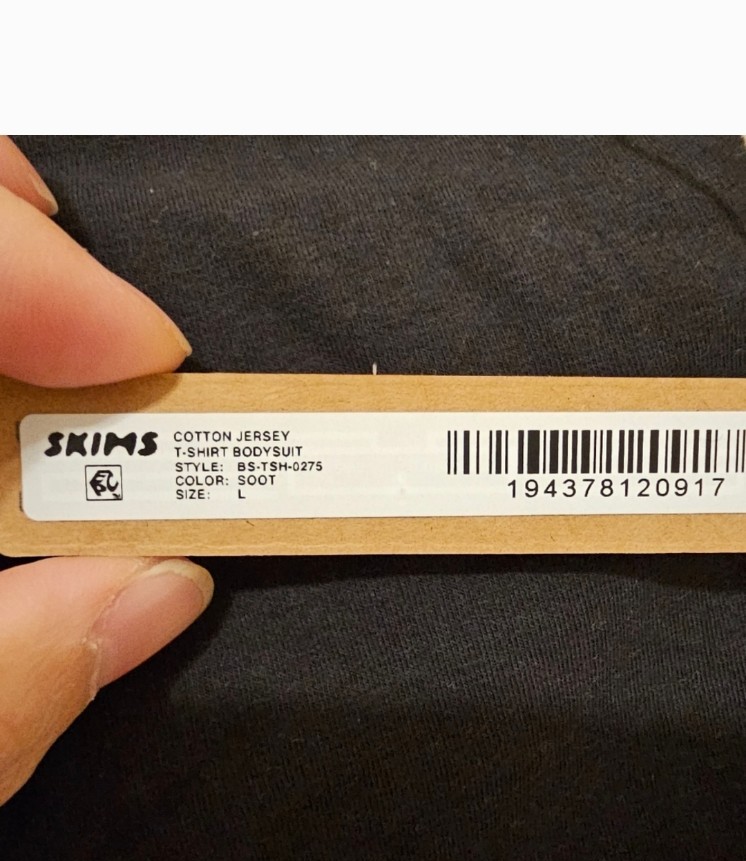 SKIMS
COTTON JERSEY
T-SHIRT BODYSUIT
STYLE: BS-TSH-0275
COLOR: SOOT
SIZE: L
194378120917